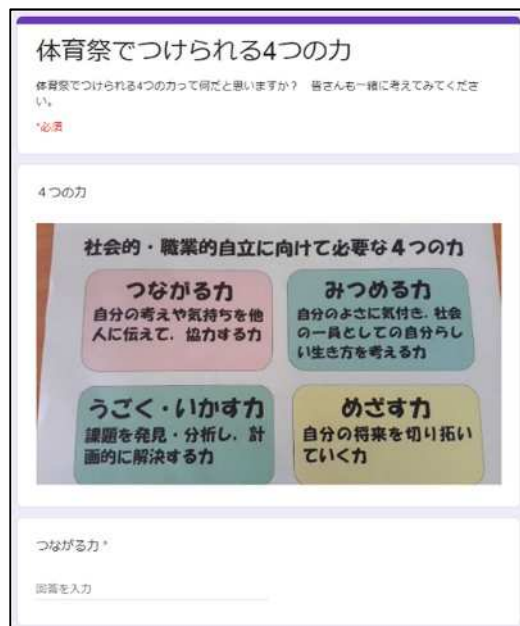 体育祭でつけられる4つの力
体育祭でつけられる4つの力って何だと思いますか？ 皆さんも一緒に考えてみてくださ
い。
*必須
４つの力
社会的・職業的自立に向けて必要な４つの力
つながる力
自分の考えや気持ちを他
人に伝えて，協力する力
みつめる力
自分のよさに気付き，社会
の一員としての自分らし
い生き方を考える力
うごく・いかす力
課題を発見・分析し，計
画的に解決する力
めざす力
自分の将来を切り拓い
ていく力
つながる力 *
回答を入力